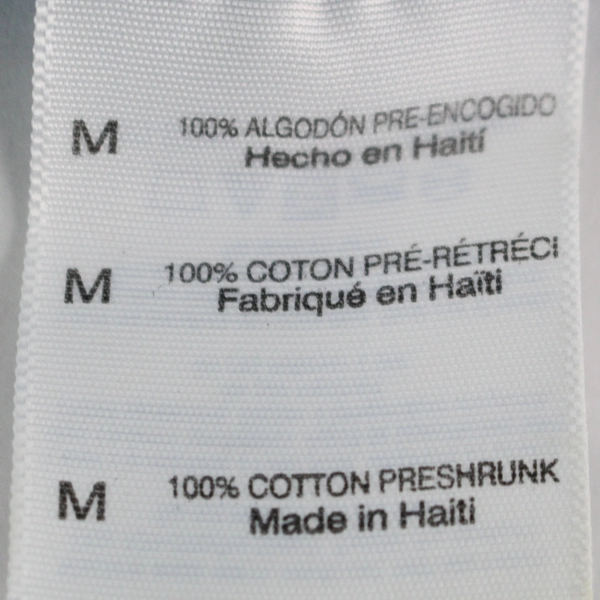 M 100% ALGODÓN PRE-ENCOGIDO
Hecho en Haití
M 100% COTON PRÉ-RÉTRÉCI
Fabriqué en Haïti
M 100% COTTON PRESHRUNK
Made in Haiti